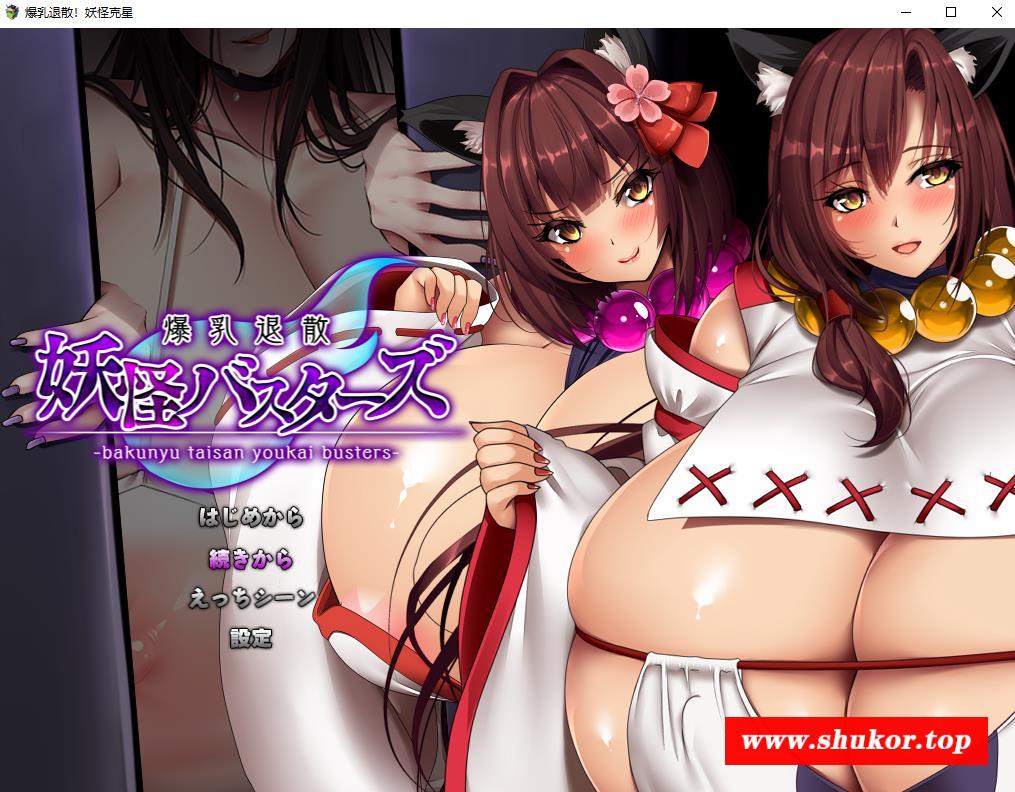 爆乳退散！妖怪克星
爆乳退散
妖怪バスターズ
-bakunyu taisan youkai busters-
はじめから
続きから
えっちシーン
設定
www.shukor.top